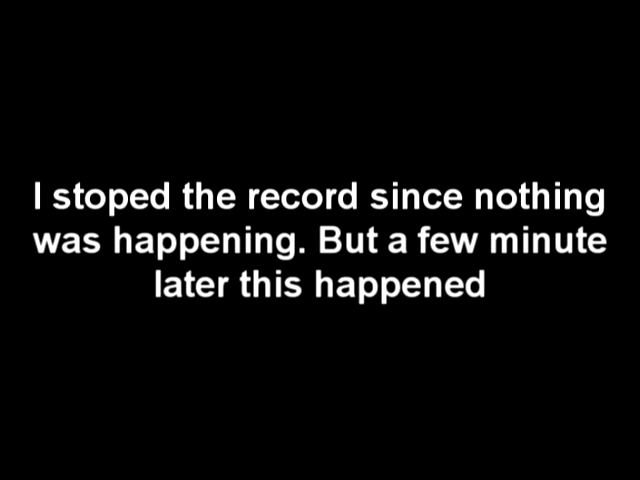 I stoped the record since nothing
was happening. But a few minute
later this happened